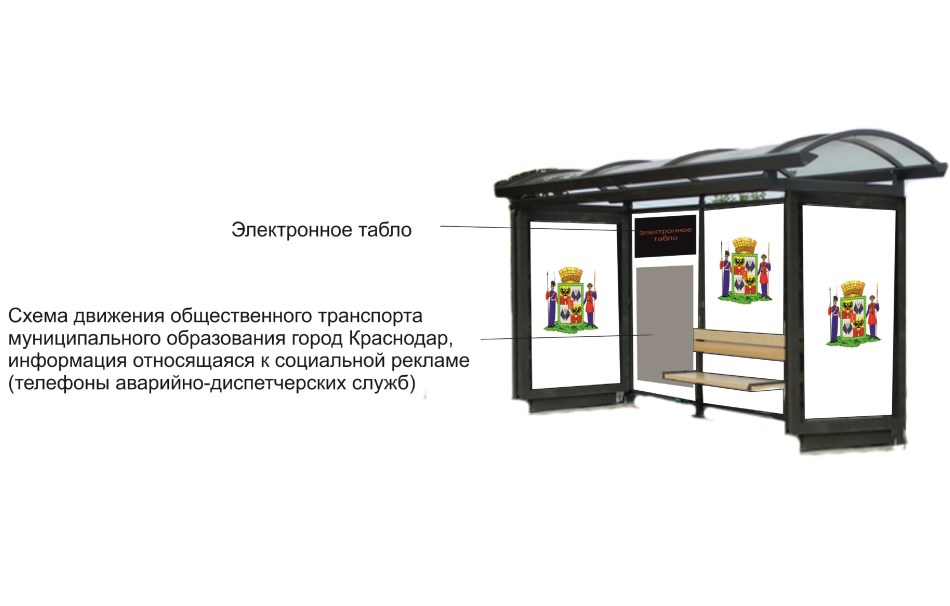 Электронное табло
Электронное
табло
Схема движения общественного транспорта
муниципального образования город Краснодар,
информация относящаяся к социальной рекламе
(телефоны аварийно-диспетчерских служб)